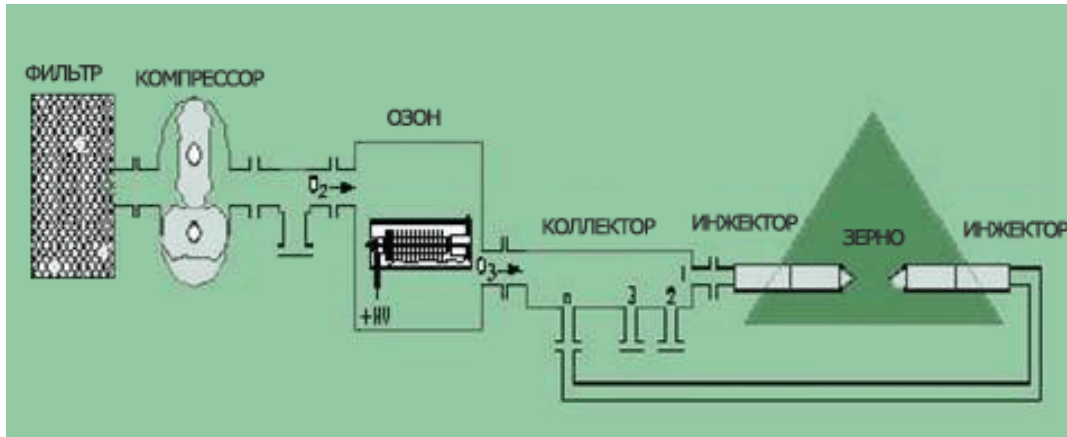 ФИЛЬТР
КОМПРЕССОР
ОЗОН
O2
+HV
O3
КОЛЛЕКТОР
n
3
2
1
ИНЖЕКТОР
ЗЕРНО
ИНЖЕКТОР